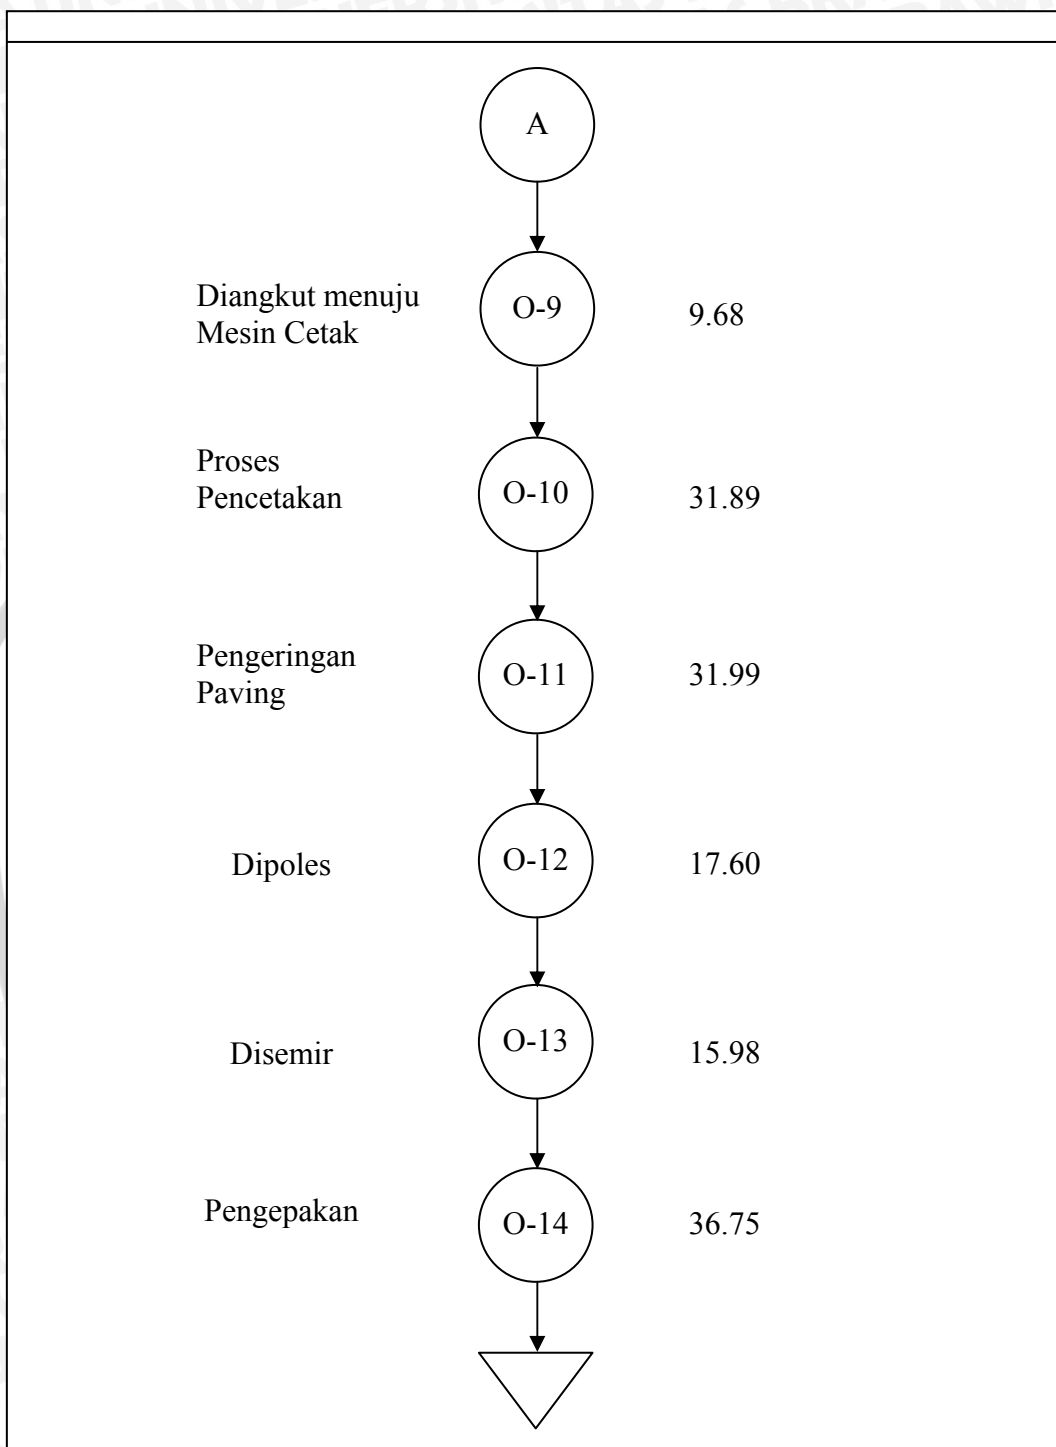 A
Diangkut menuju
Mesin Cetak
O-9
9.68
Proses
Pencetakan
O-10
31.89
Pengeringan
Paving
O-11
31.99
Dipoles
O-12
17.60
Disemir
O-13
15.98
Pengepakan
O-14
36.75